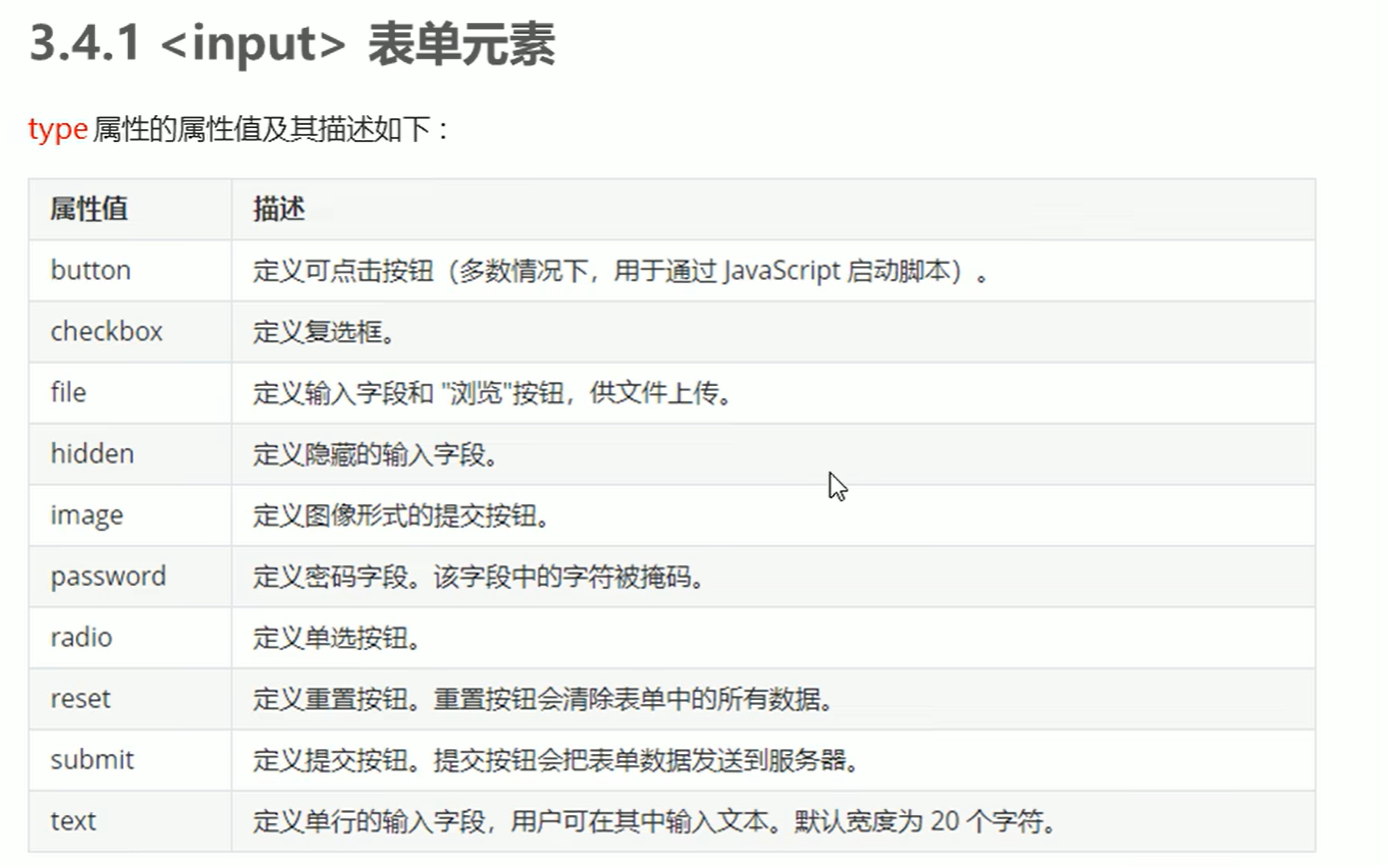 3.4.1 <input> 表单元素
type 属性的属性值及其描述如下：
属性值 描述
button 定义可点击按钮（多数情况下，用于通过 JavaScript 启动脚本）。
checkbox 定义复选框。
file 定义输入字段和 "浏览"按钮，供文件上传。
hidden 定义隐藏的输入字段。
image 定义图像形式的提交按钮。
password 定义密码字段。该字段中的字符被掩码。
radio 定义单选按钮。
reset 定义重置按钮。重置按钮会清除表单中的所有数据。
submit 定义提交按钮。提交按钮会把表单数据发送到服务器。
text 定义单行的输入字段，用户可在其中输入文本。默认宽度为 20 个字符。